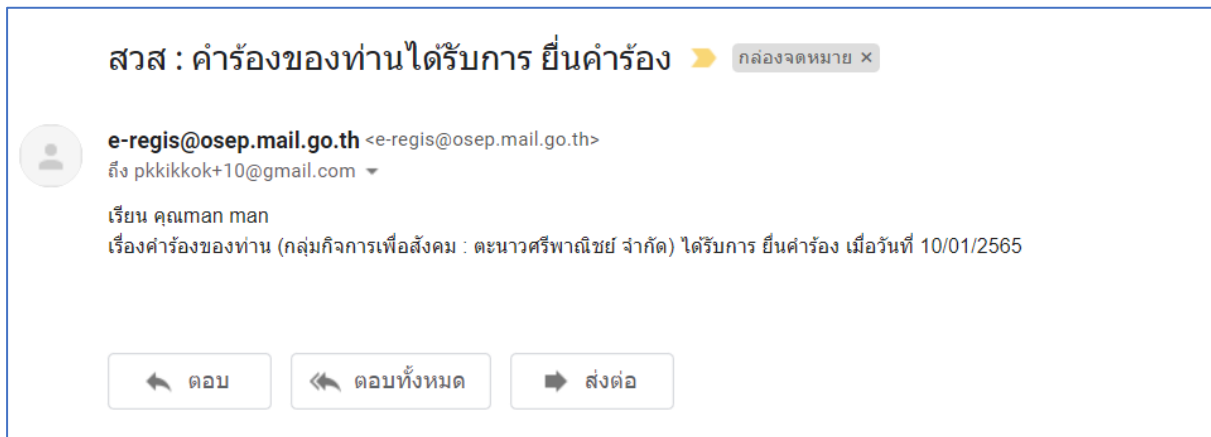 สวส : คำร้องของท่านได้รับการ ยื่นคำร้อง กล่องจดหมาย ×
e-regis@osep.mail.go.th <e-regis@osep.mail.go.th>
ถึง pkkikkok+10@gmail.com
เรียน คุณman man
เรื่องคำร้องของท่าน (กลุ่มกิจการเพื่อสังคม : ตะนาวศรีพาณิชย์ จำกัด) ได้รับการ ยื่นคำร้อง เมื่อวันที่ 10/01/2565
ตอบ ตอบทั้งหมด ส่งต่อ